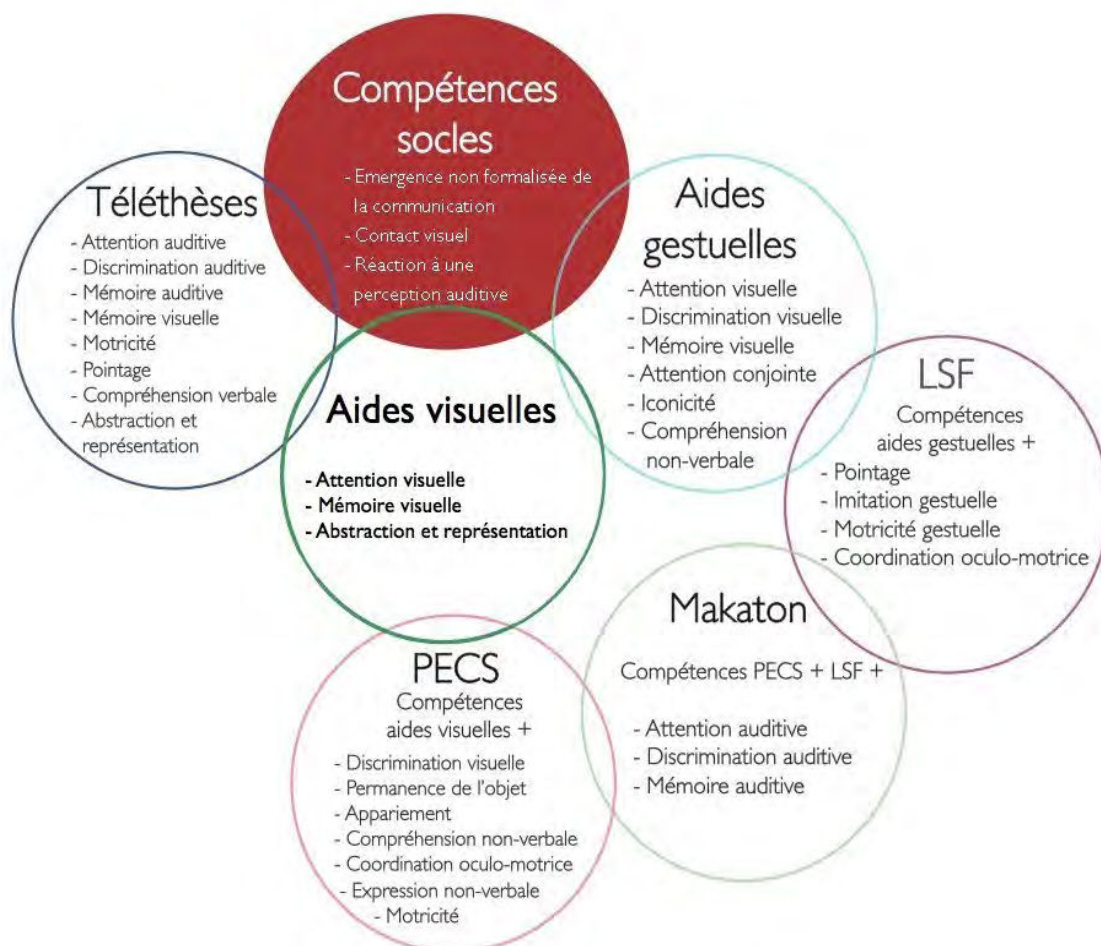 Compétences
socles
- Emergence non formalisée de
la communication
- Contact visuel
- Réaction à une
perception auditive
Téléthèses
- Attention auditive
- Discrimination auditive
- Mémoire auditive
- Mémoire visuelle
- Motricité
- Pointage
- Compréhension verbale
- Abstraction et
représentation
Aides
gestuelles
- Attention visuelle
- Discrimination visuelle
- Mémoire visuelle
- Attention conjointe
- Iconicité
- Compréhension
non-verbale
Aides visuelles
- Attention visuelle
- Mémoire visuelle
- Abstraction et représentation
LSF
Compétences
aides gestuelles +
- Pointage
- Imitation gestuelle
- Motricité gestuelle
- Coordination oculo-motrice
Makaton
Compétences PECS + LSF +
- Attention auditive
- Discrimination auditive
- Mémoire auditive
PECS
Compétences
aides visuelles +
- Discrimination visuelle
- Permanence de l'objet
- Appariement
- Compréhension non-verbale
- Coordination oculo-motrice
- Expression non-verbale
- Motricité